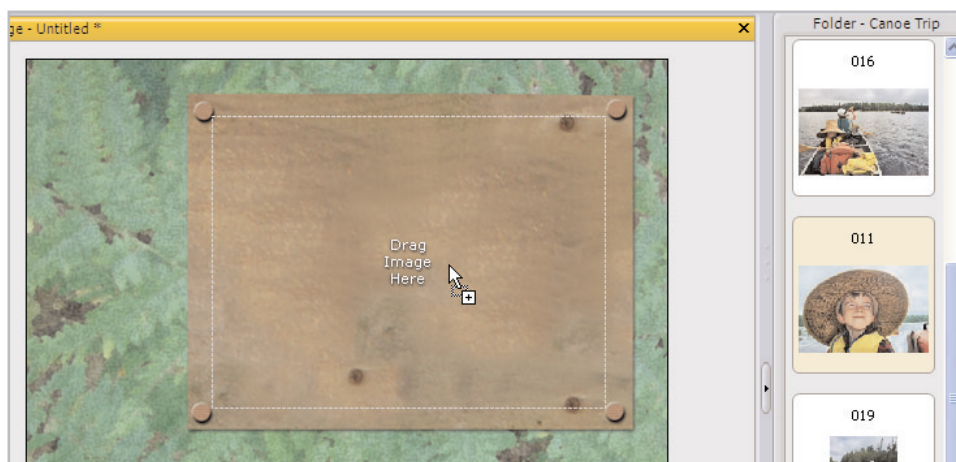 ge - Untitled *
Folder - Canoe Trip
016
Drag
Image
Here
011
019